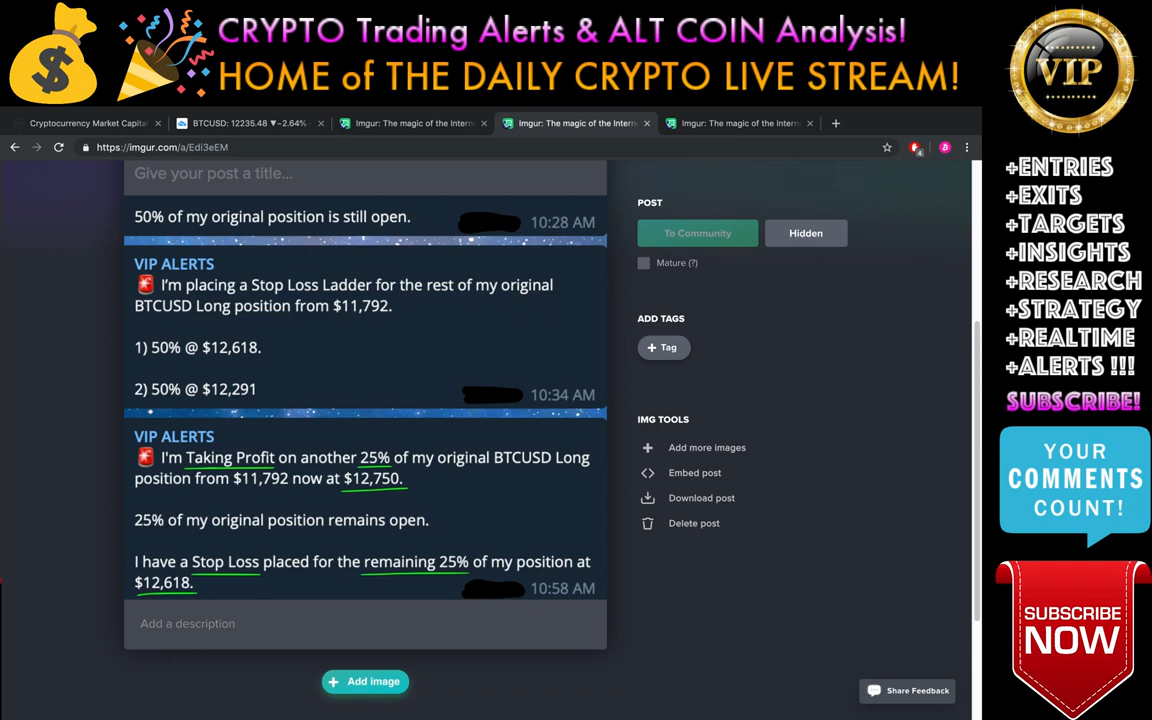 CRYPTO Trading Alerts & ALT COIN Analysis!
HOME of THE DAILY CRYPTO LIVE STREAM!
VIP
Cryptocurrency Market Capital
BTCUSD: 12235.48 ▼−2.64%
Imgur: The magic of the Intern
Imgur: The magic of the Intern
Imgur: The magic of the Intern
https://imgur.com/a/Edi3eEM
4
Give your post a title...
50% of my original position is still open.
10:28 AM
VIP ALERTS
🚨 I’m placing a Stop Loss Ladder for the rest of my original
BTCUSD Long position from $11,792.
1) 50% @ $12,618.
2) 50% @ $12,291
10:34 AM
VIP ALERTS
🚨 I'm Taking Profit on another 25% of my original BTCUSD Long
position from $11,792 now at $12,750.
25% of my original position remains open.
I have a Stop Loss placed for the remaining 25% of my position at
$12,618.
10:58 AM
Add a description
+ Add image
POST
To Community
Hidden
Mature (?)
ADD TAGS
+ Tag
IMG TOOLS
Add more images
Embed post
Download post
Delete post
Share Feedback
+ENTRIES
+EXITS
+TARGETS
+INSIGHTS
+RESEARCH
+STRATEGY
+REALTIME
+ALERTS !!!
SUBSCRIBE!
YOUR
COMMENTS
COUNT!
SUBSCRIBE
NOW